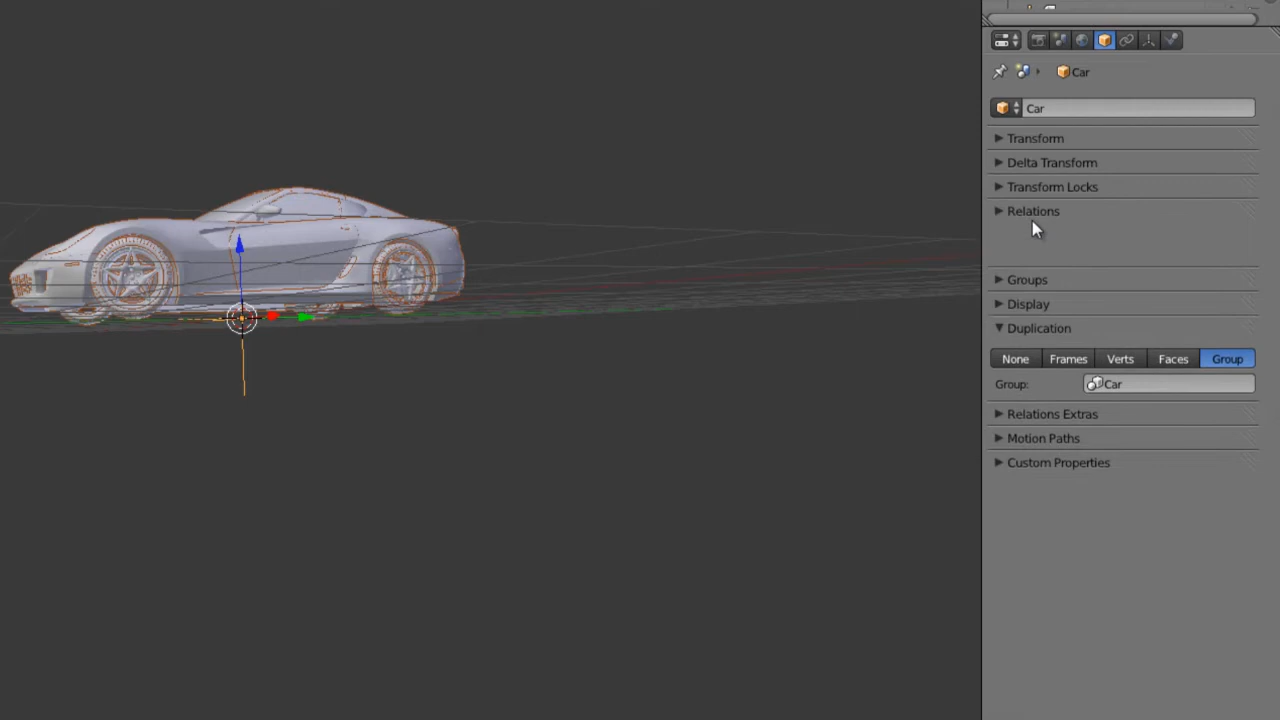 Car
Car
Transform
Delta Transform
Transform Locks
Relations
Groups
Display
Duplication
None Frames Verts Faces Group
Group: Car
Relations Extras
Motion Paths
Custom Properties